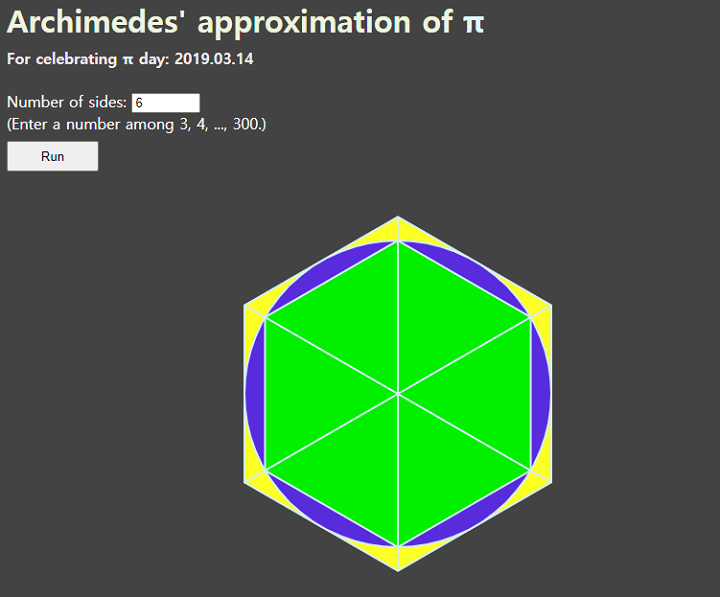 Archimedes' approximation of π
For celebrating π day: 2019.03.14
Number of sides: 6
(Enter a number among 3, 4, ..., 300.)
Run